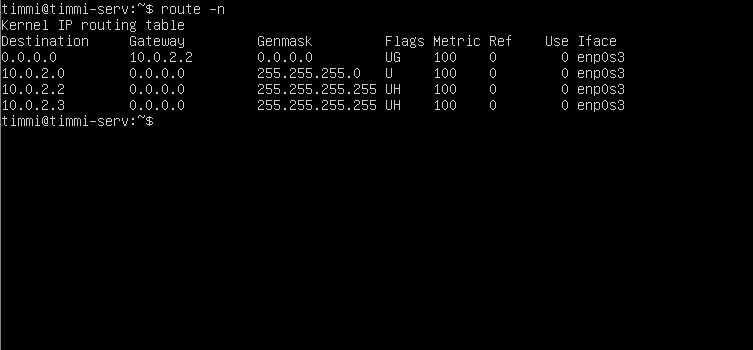 timmi@timmi-serv:~$ route -n
Kernel IP routing table
Destination     Gateway         Genmask         Flags Metric Ref    Use Iface
0.0.0.0         10.0.2.2        0.0.0.0         UG    100    0        0 enp0s3
10.0.2.0        0.0.0.0         255.255.255.0   U     100    0        0 enp0s3
10.0.2.2        0.0.0.0         255.255.255.255 UH    100    0        0 enp0s3
10.0.2.3        0.0.0.0         255.255.255.255 UH    100    0        0 enp0s3
timmi@timmi-serv:~$